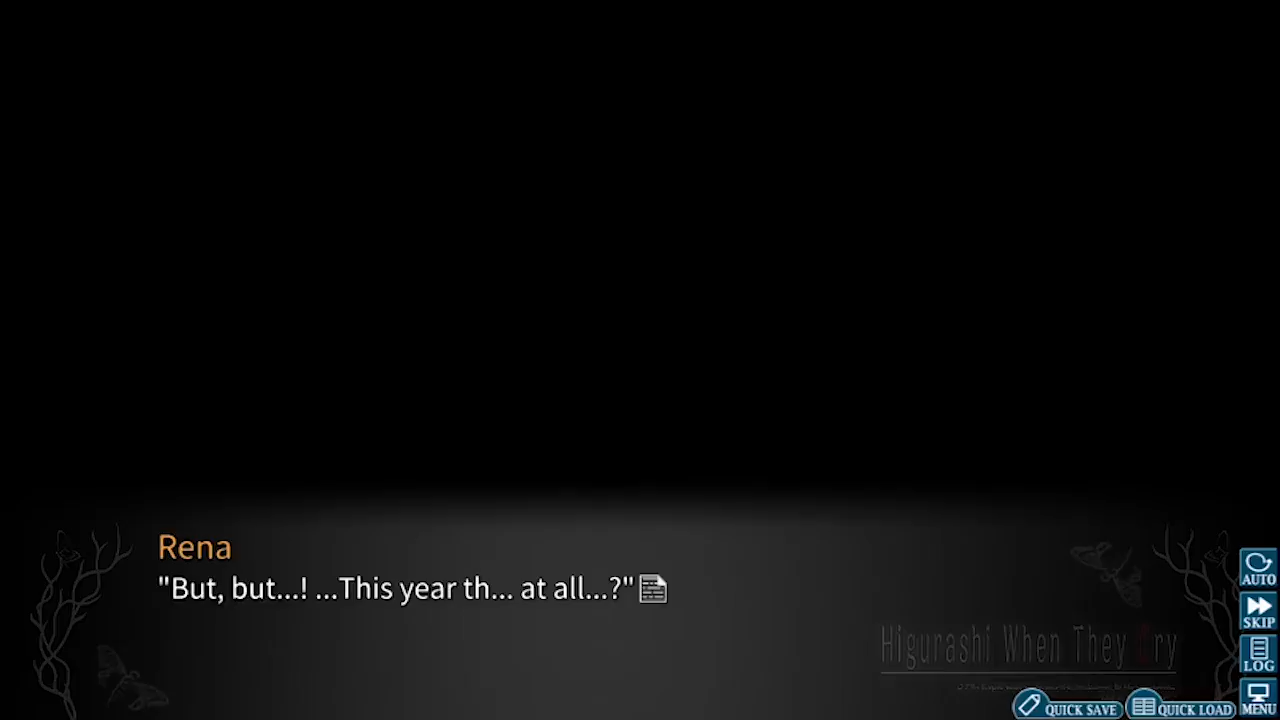 Rena
"But, but...! ...This year th... at all...?"
Higurashi When They Cry
AUTO
SKIP
LOG
MENU
QUICK SAVE
QUICK LOAD